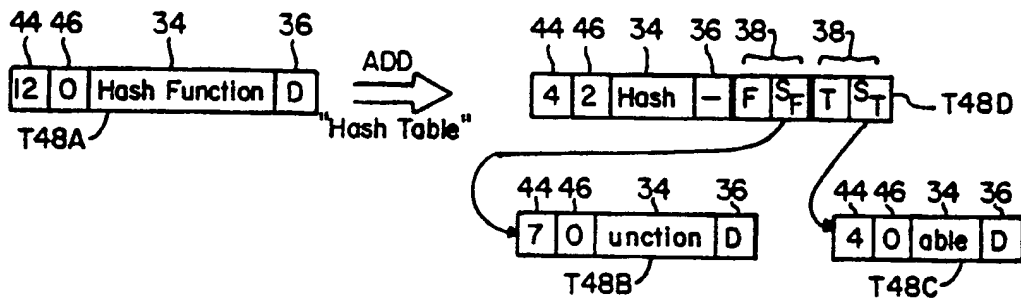 44 46 34 36
12 0 Hash Function D
T48A
ADD
"Hash Table"
44 46 34 36 38 38
4 2 Hash – F SF T ST
T48D
44 46 34 36
7 0 unction D
T48B
44 46 34 36
4 0 able D
T48C